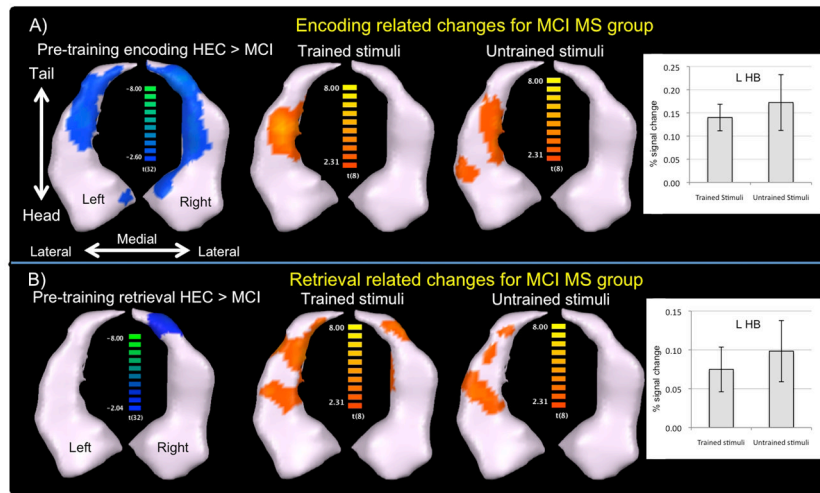 A)
Encoding related changes for MCI MS group
Pre-training encoding HEC > MCI
Trained stimuli
Untrained stimuli
Tail
Head
−8.00
−2.60
t(32)
Left
Right
Lateral
Medial
Lateral
8.00
2.31
t(8)
8.00
2.31
t(8)
L HB
% signal change
0.25
0.20
0.15
0.10
0.05
0.00
Trained Stimuli
Untrained Stimuli
B)
Retrieval related changes for MCI MS group
Pre-training retrieval HEC > MCI
Trained stimuli
Untrained stimuli
−8.00
−2.04
t(32)
Left
Right
8.00
2.31
t(8)
8.00
2.31
t(8)
L HB
% signal change
0.15
0.10
0.05
0.00
Trained stimuli
Untrained stimuli